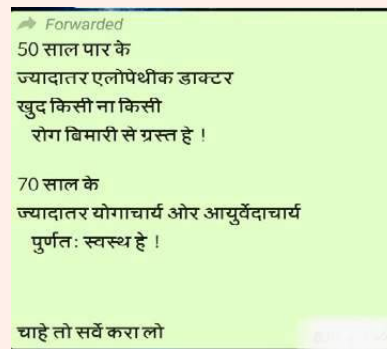 Forwarded
50 साल पार के
ज्यादातर एलोपेथीक डाक्टर
खुद किसी ना किसी
रोग बिमारी से ग्रस्त हे !
70 साल के
ज्यादातर योगाचार्य ओर आयुर्वेदाचार्य
पुर्णतः स्वस्थ हे !
चाहे तो सर्वे करा लो